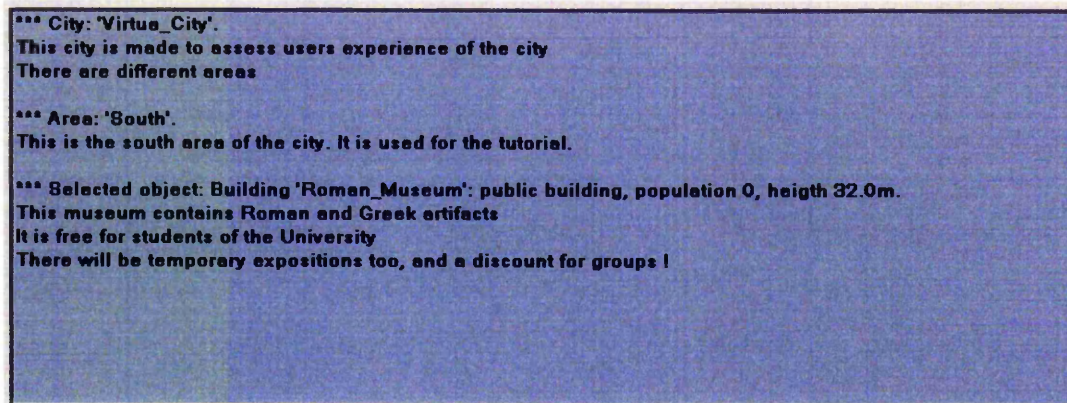 *** City: 'Virtue_City'.
This city is made to assess users experience of the city
There are different areas
*** Area: 'South'.
This is the south area of the city. It is used for the tutorial.
*** Selected object: Building 'Roman_Museum': public building, population 0, heigth 32.0m.
This museum contains Roman and Greek artifacts
It is free for students of the University
There will be temporary expositions too, and a discount for groups !